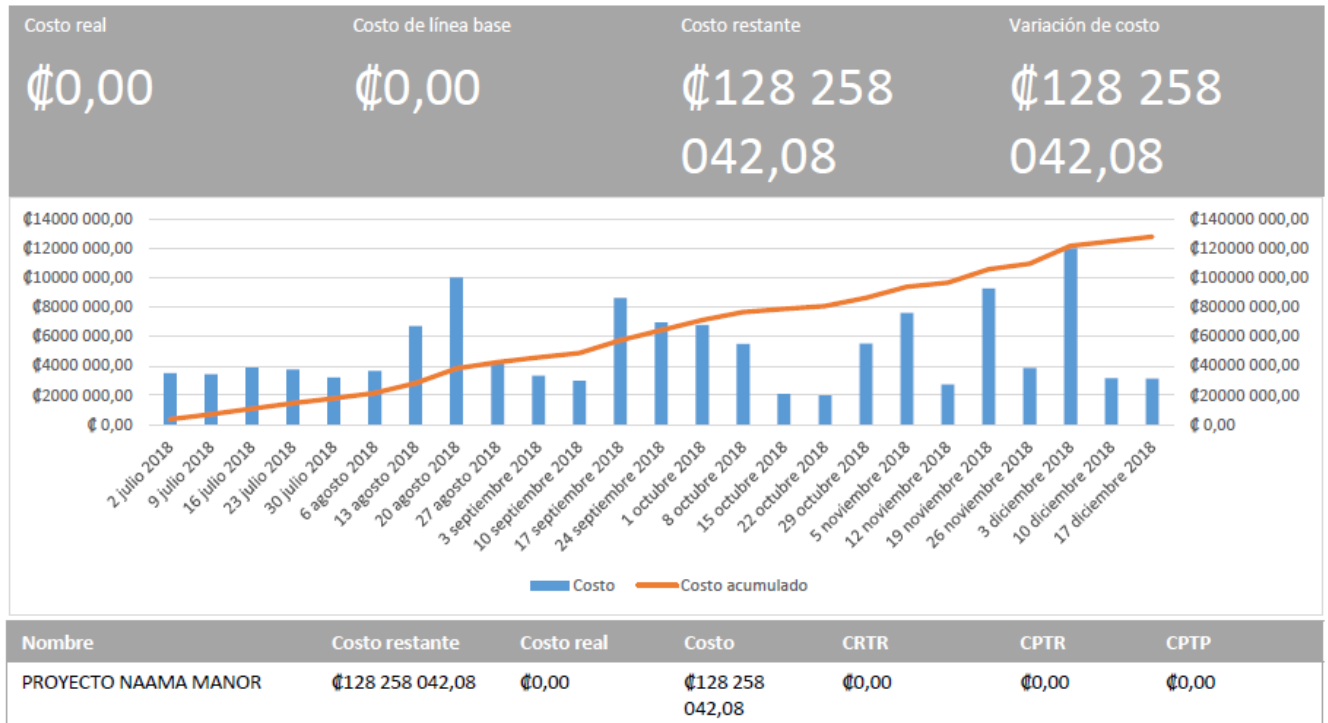 Costo real
Costo de línea base
Costo restante
Variación de costo
₡0,00
₡0,00
₡128 258
042,08
₡128 258
042,08
₡14000 000,00
₡12000 000,00
₡10000 000,00
₡8000 000,00
₡6000 000,00
₡4000 000,00
₡2000 000,00
₡ 0,00
₡140000 000,00
₡120000 000,00
₡100000 000,00
₡80000 000,00
₡60000 000,00
₡40000 000,00
₡20000 000,00
₡ 0,00
2 julio 2018
9 julio 2018
16 julio 2018
23 julio 2018
30 julio 2018
6 agosto 2018
13 agosto 2018
20 agosto 2018
27 agosto 2018
3 septiembre 2018
10 septiembre 2018
17 septiembre 2018
24 septiembre 2018
1 octubre 2018
8 octubre 2018
15 octubre 2018
22 octubre 2018
29 octubre 2018
5 noviembre 2018
12 noviembre 2018
19 noviembre 2018
26 noviembre 2018
3 diciembre 2018
10 diciembre 2018
17 diciembre 2018
Costo
Costo acumulado
Nombre Costo restante Costo real Costo CRTR CPTR CPTP
PROYECTO NAAMA MANOR ₡128 258 042,08 ₡0,00 ₡128 258 ₡0,00 ₡0,00 ₡0,00
042,08